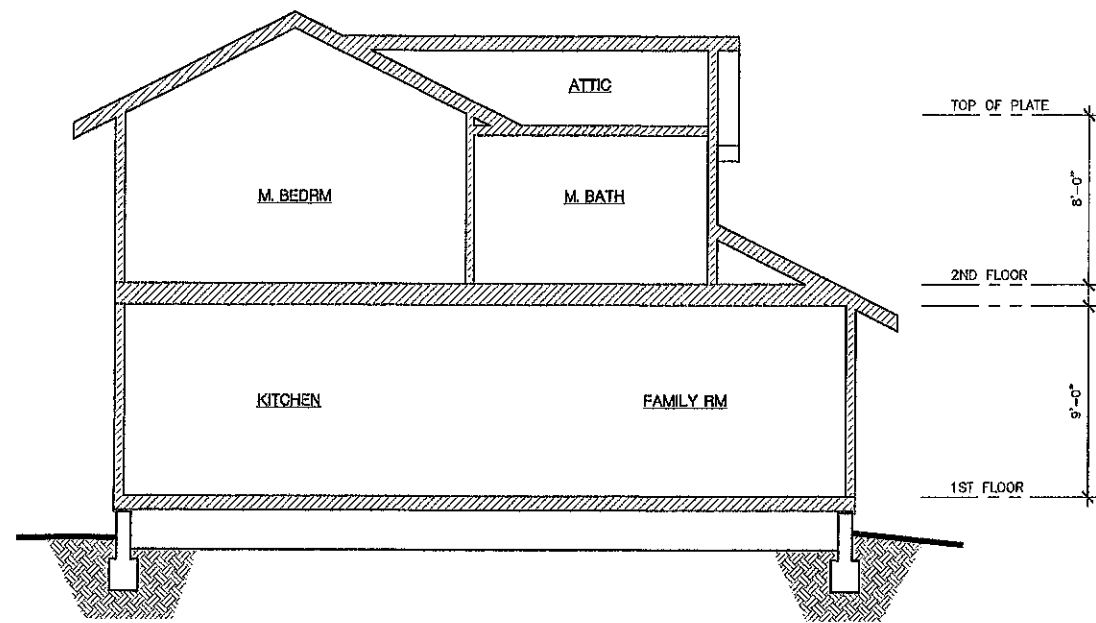 ATTIC
TOP OF PLATE
M. BEDRM
M. BATH
8'-0"
2ND FLOOR
KITCHEN
FAMILY RM
9'-0"
1ST FLOOR